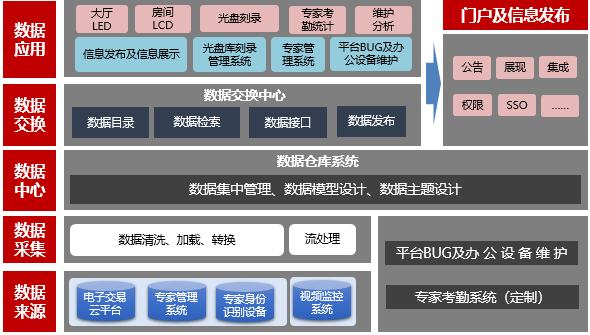 数据
应用
大厅
LED
房间
LCD
光盘刻录
专家考
勤统计
维护
分析
信息发布及信息展示
光盘库刻录
管理系统
专家管
理系统
平台BUG及办
公设备维护
门户及信息发布
公告
展现
集成
权限
SSO
......
数据
交换
数据交换中心
数据目录
数据检索
数据接口
数据发布
数据
中心
数据仓库系统
数据集中管理、数据模型设计、数据主题设计
数据
采集
数据清洗、加载、转换
流处理
数据
来源
电子交易
云平台
专家管理
系统
专家身份
识别设备
视频监控
系统
平台BUG及办 公 设 备 维 护
专家考勤系统（定制）